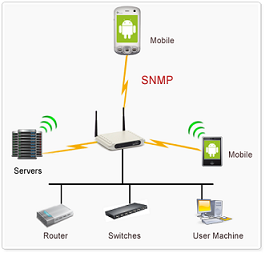 Mobile
SNMP
Servers
Mobile
Router
Switches
User Machine